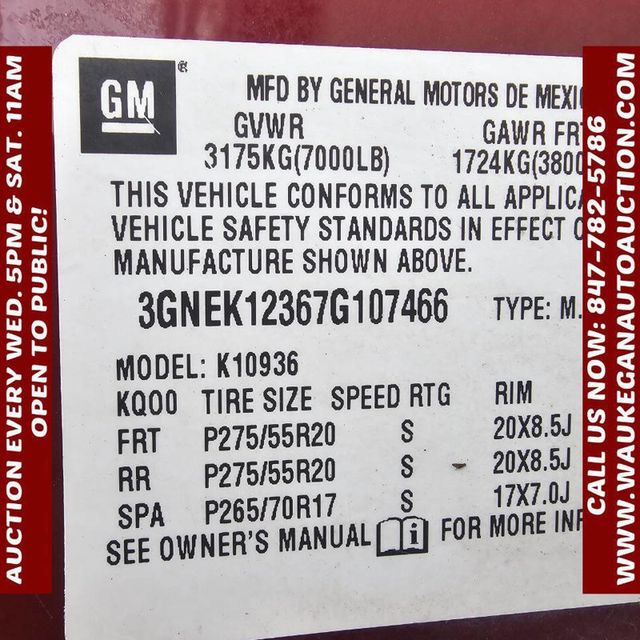 AUCTION EVERY WED. 5PM & SAT. 11AM
OPEN TO PUBLIC!
GM
®
MFD BY GENERAL MOTORS DE MEXI
GVWR
GAWR FRT
3175KG(7000LB)
1724KG(3800
THIS VEHICLE CONFORMS TO ALL APPLICA
VEHICLE SAFETY STANDARDS IN EFFECT O
MANUFACTURE SHOWN ABOVE.
3GNEK12367G107466 TYPE: M.
MODEL: K10936
KQ00 TIRE SIZE SPEED RTG RIM
FRT P275/55R20 S 20X8.5J
RR P275/55R20 S 20X8.5J
SPA P265/70R17 S 17X7.0J
SEE OWNER'S MANUAL i FOR MORE INF
CALL US NOW: 847-782-5786
WWW.WAUKEGANAUTOAUCTION.COM